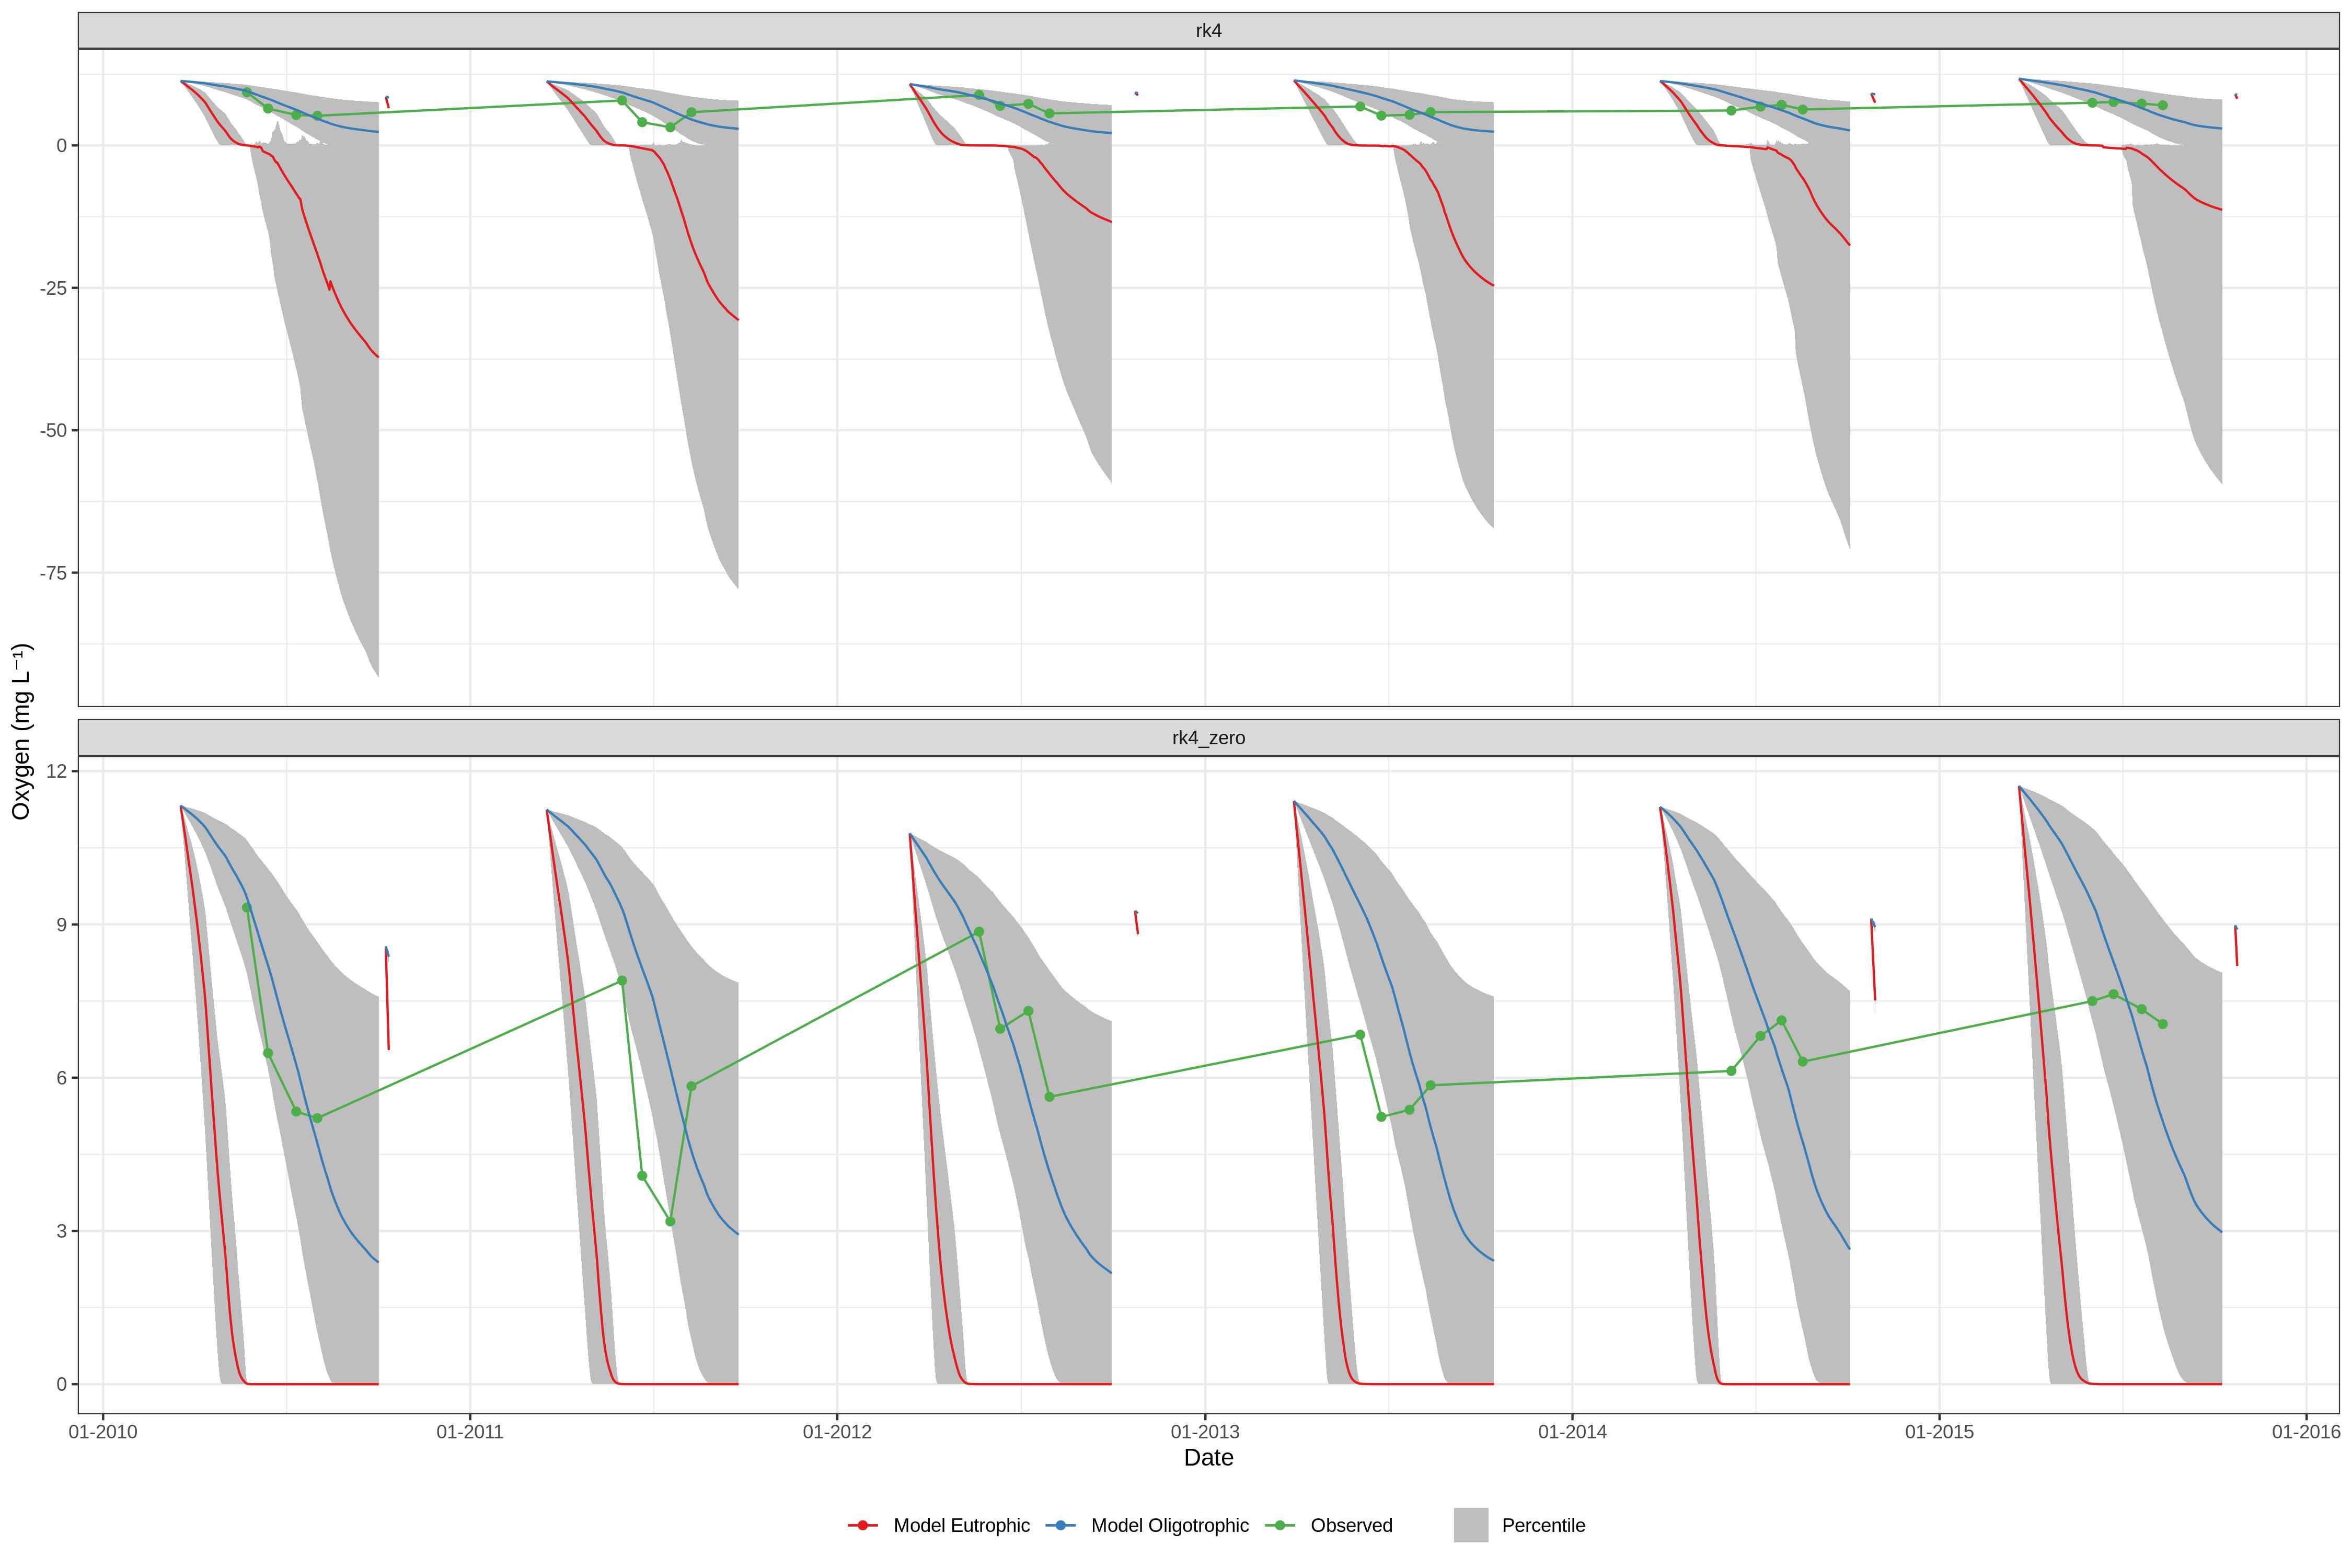 rk4
0
-25
-50
-75
Oxygen (mg L⁻¹)
rk4_zero
12
9
6
3
0
01-2010 01-2011 01-2012 01-2013 01-2014 01-2015 01-2016
Date
Model Eutrophic Model Oligotrophic Observed Percentile